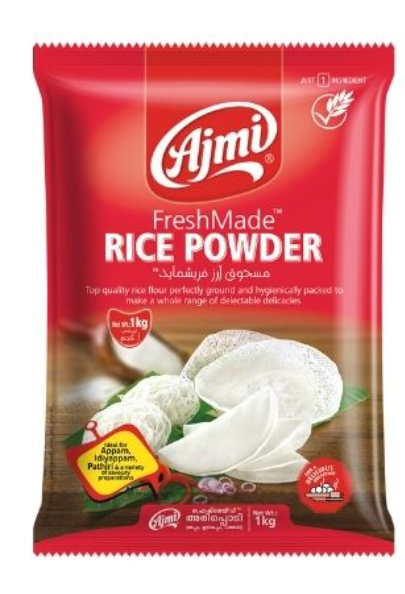 JUST 1 INGREDIENT
Ajmi®
FreshMade™
RICE POWDER
مسحوق أرز فريشمايد™
Top quality rice flour perfectly ground and hygienically packed to
make a whole range of delectable delicacies
Net Wt.: 1kg
Ideal for
Appam,
Idiyappam,
Pathiri & a variety
of savoury
preparations
DELICIOUS
Ajmi
അരിപ്പൊടി
Net Wt.:
1kg